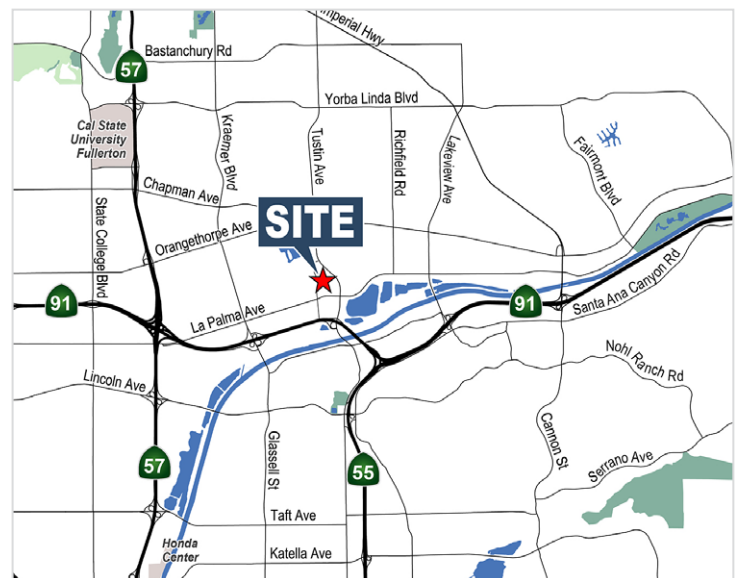 Imperial Hwy
Bastanchury Rd
57
Yorba Linda Blvd
Cal State
University
Fullerton
Kraemer Blvd
Tustin Ave
Richfield Rd
Lakeview Ave
Fairmont Blvd
Chapman Ave
State College Blvd
SITE
Orangethorpe Ave
91
91
Santa Ana Canyon Rd
La Palma Ave
Nohl Ranch Rd
Lincoln Ave
Cannon St
Glassell St
57
55
Serrano Ave
Taft Ave
Honda
Center
Katella Ave